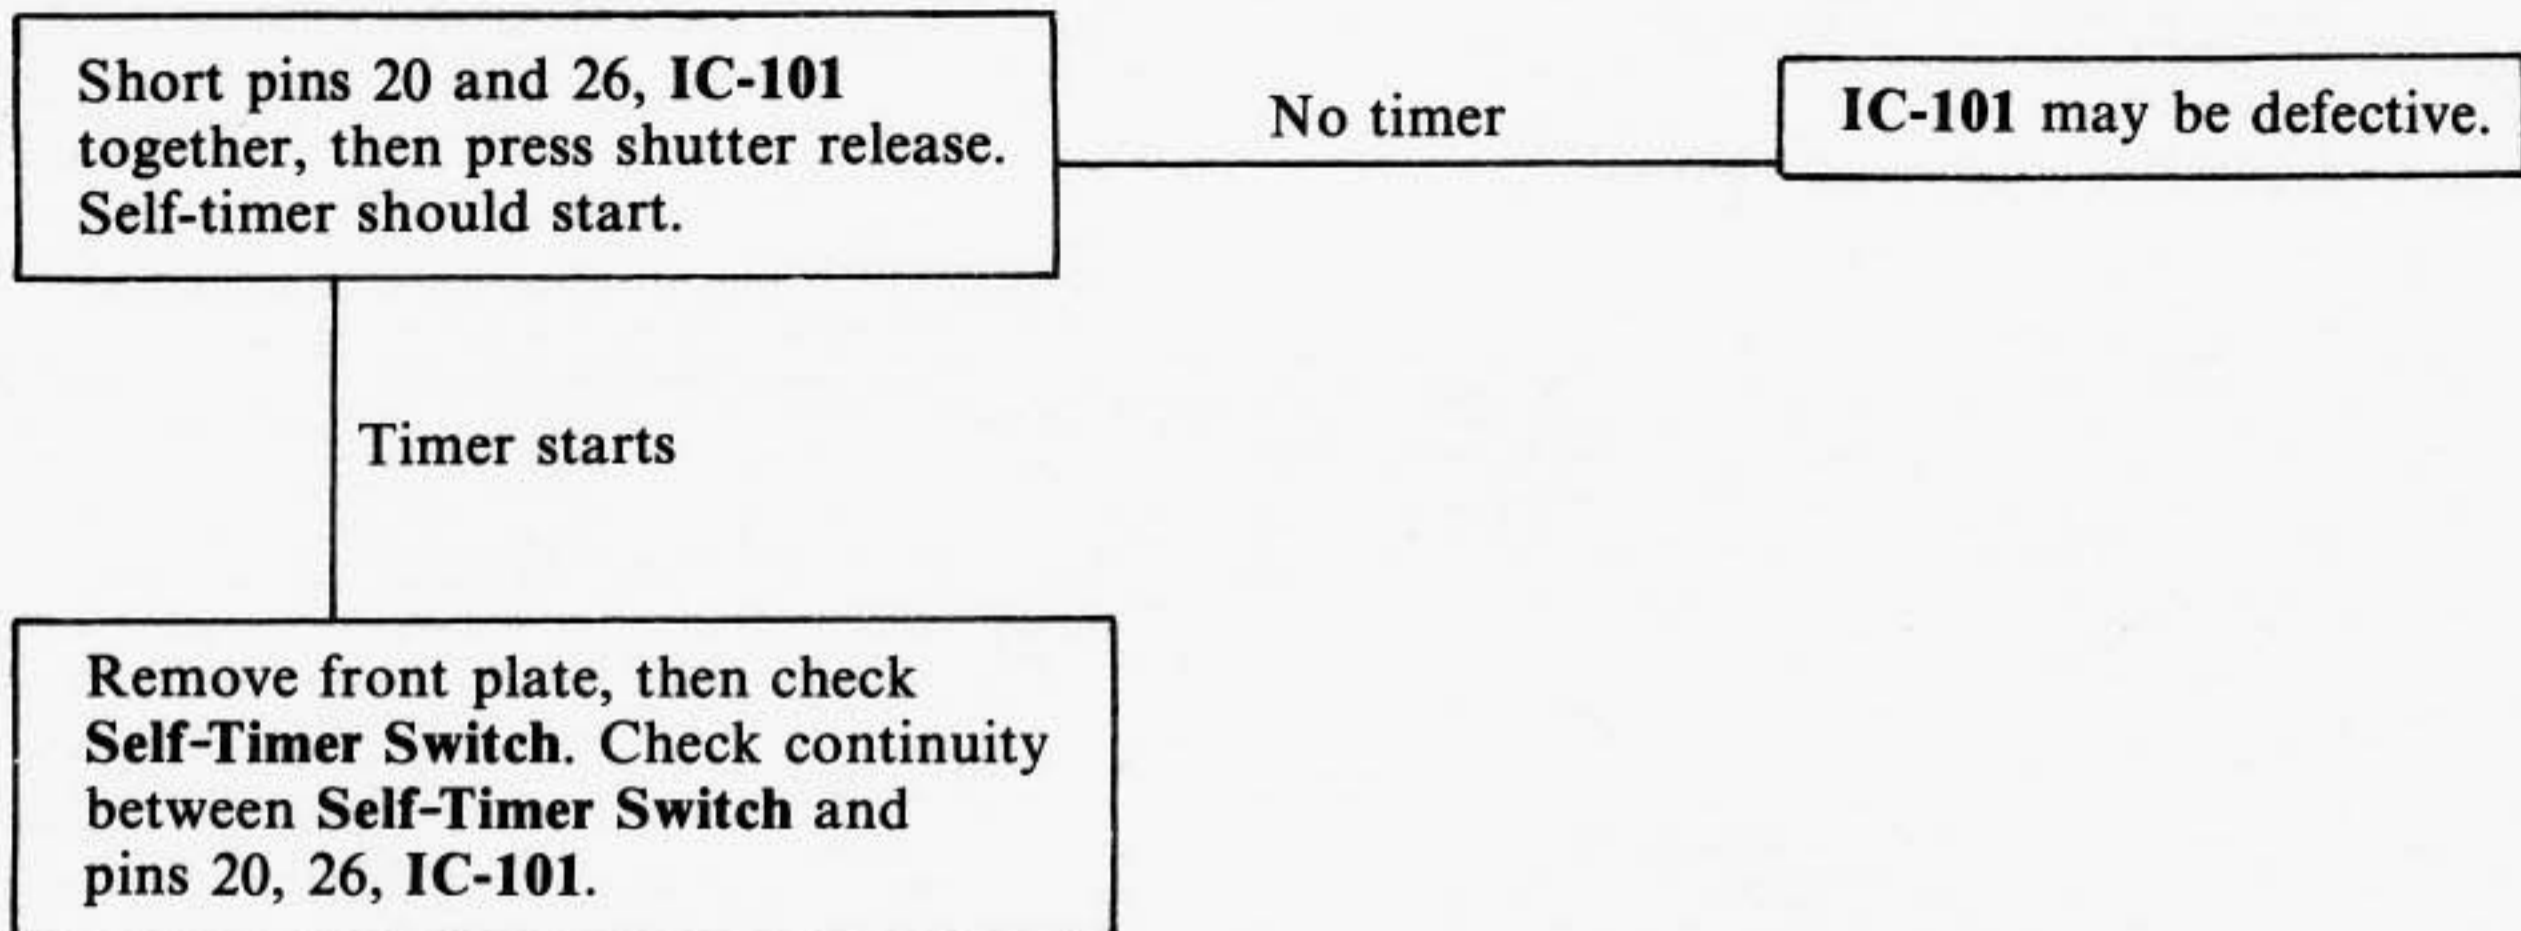 Short pins 20 and 26, IC-101
together, then press shutter release.
Self-timer should start.
No timer
IC-101 may be defective.
Timer starts
Remove front plate, then check
Self-Timer Switch. Check continuity
between Self-Timer Switch and
pins 20, 26, IC-101.